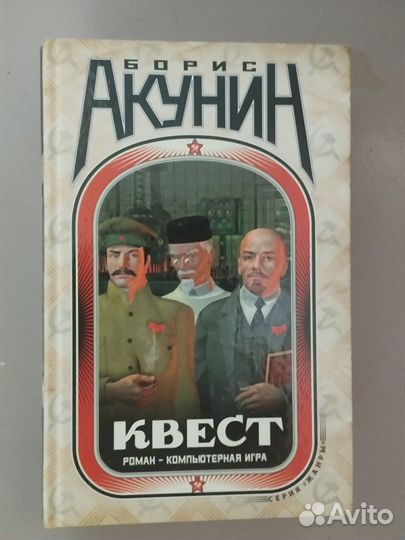 БОРИС
АКУНИН
КВЕСТ
РОМАН – КОМПЬЮТЕРНАЯ ИГРА
СЕРИЯ «ЖАНРЫ»
Avito